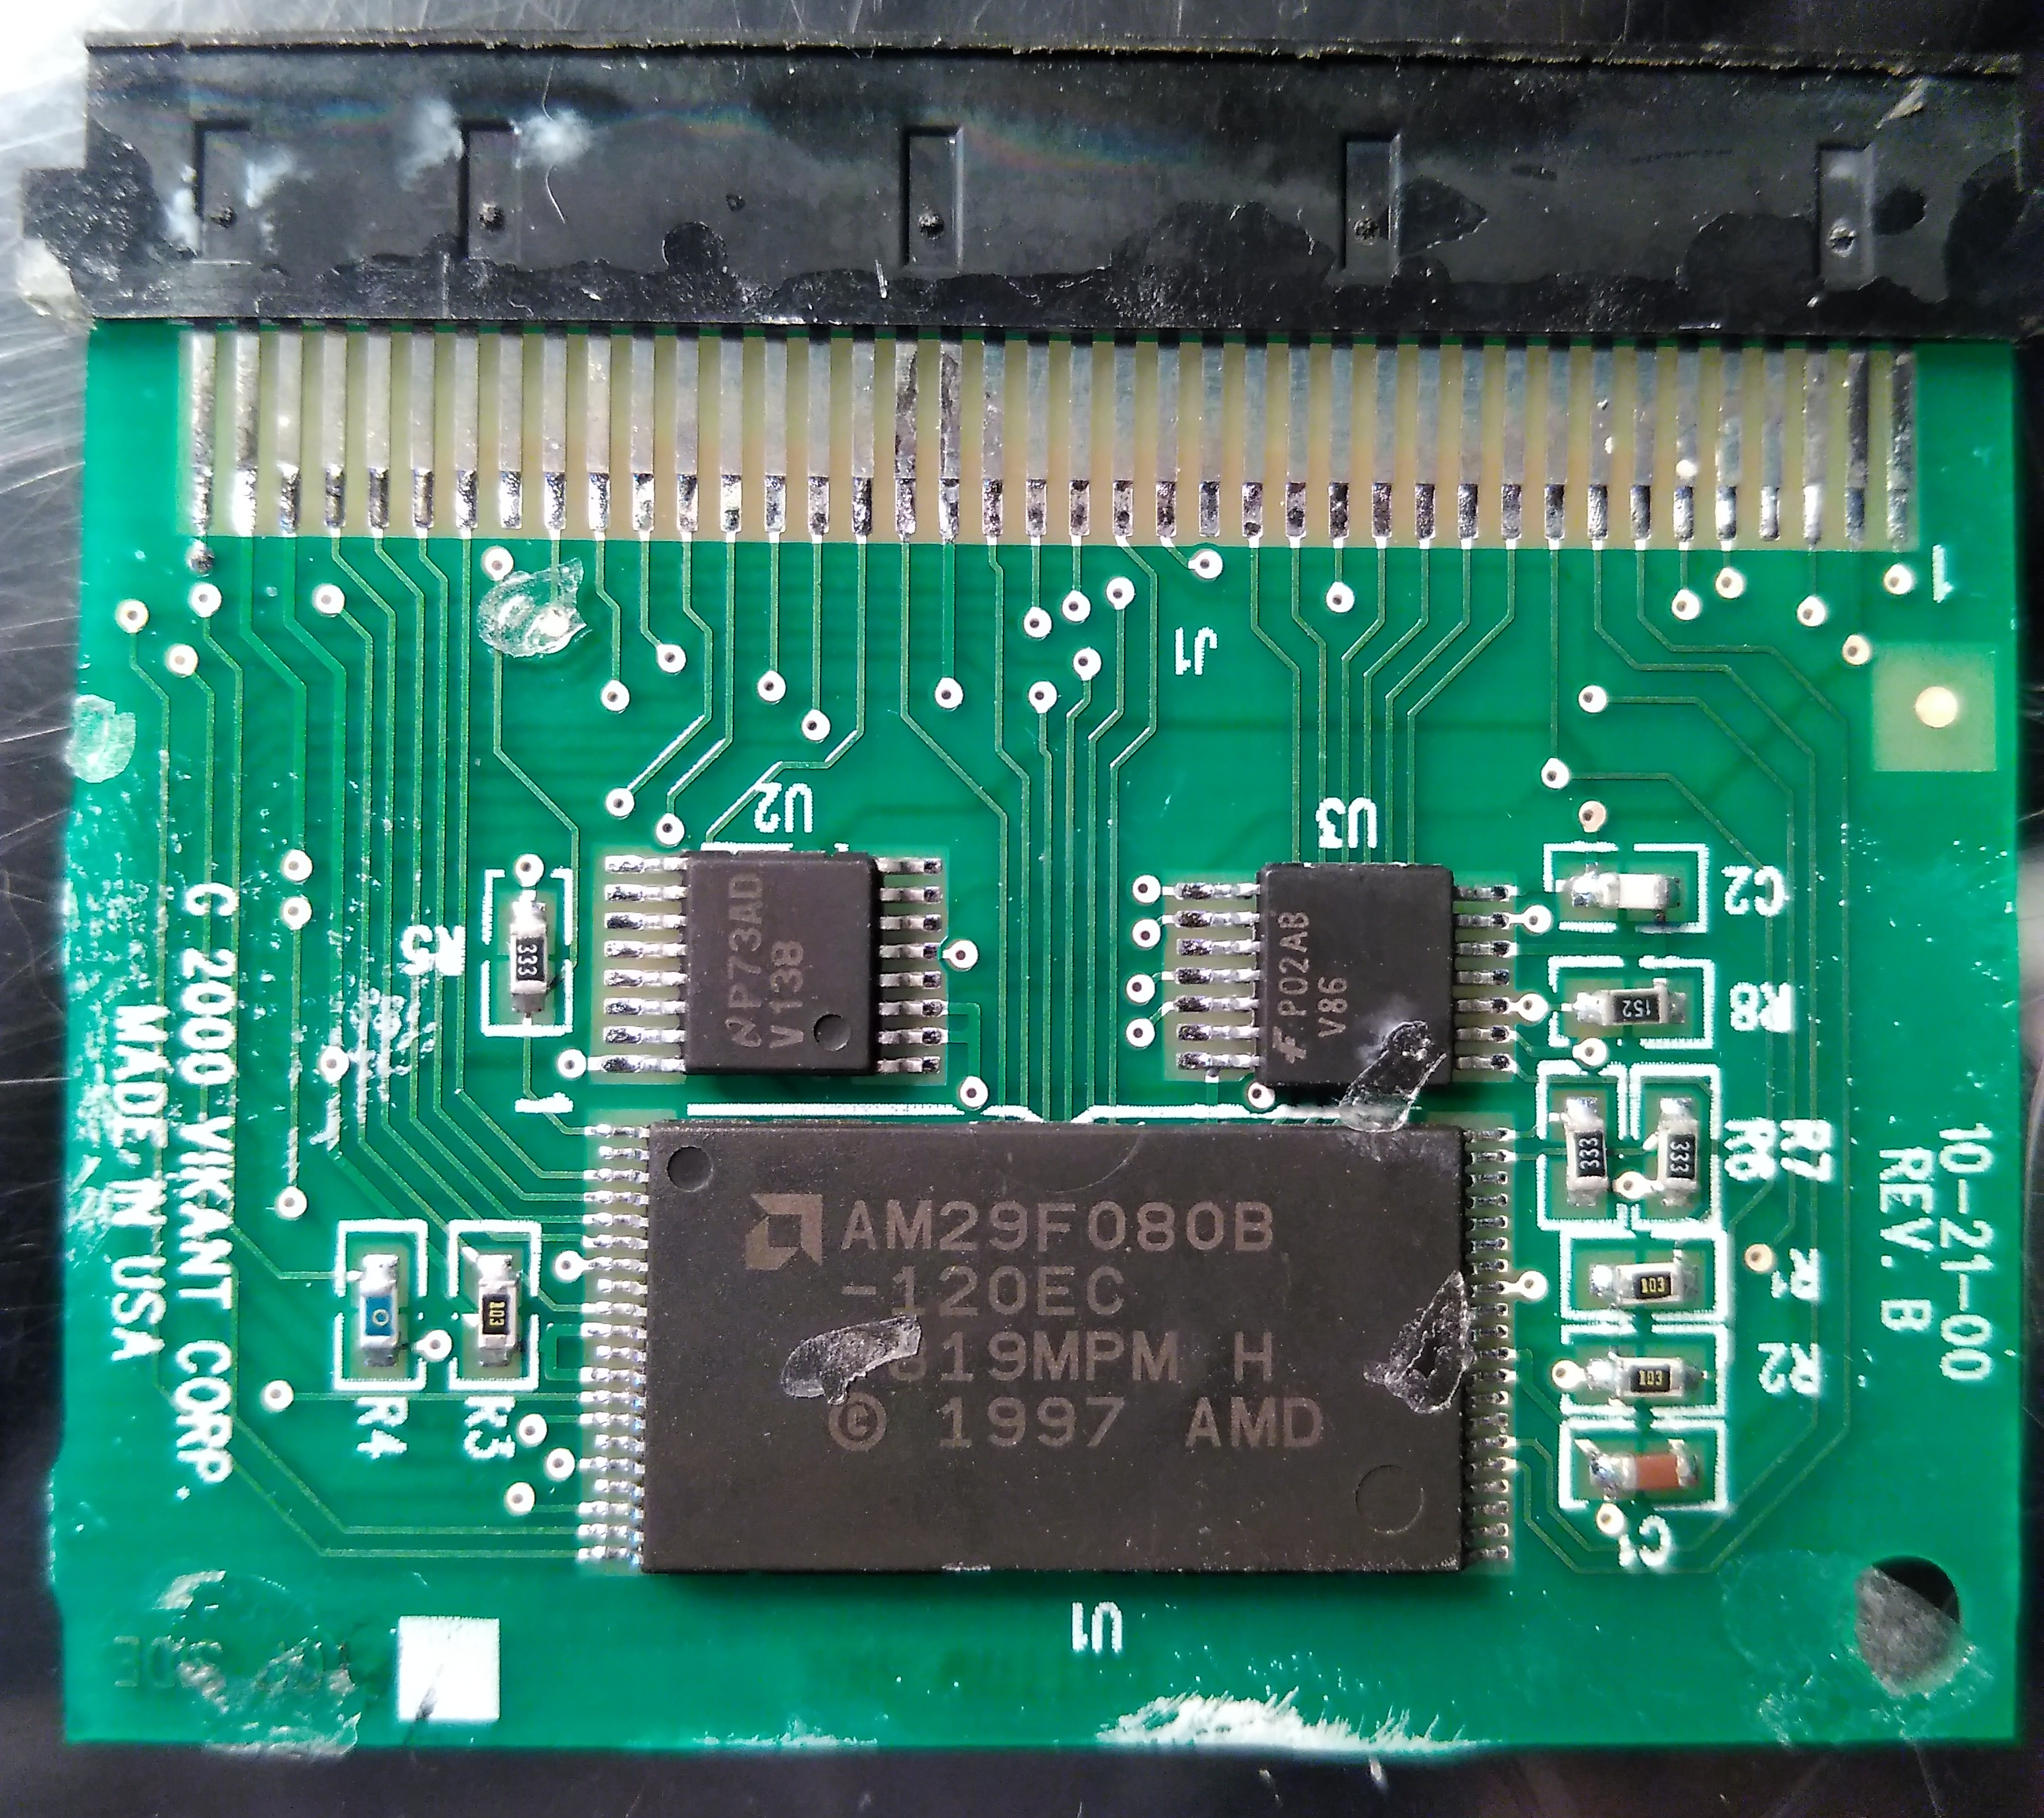 1
J1
U2
U3
C2
P73AD
V138
P02AB
V86
R5
333
R8
152
1
333
333
R7
R6
AM29F080B
-120EC
819MPM H
© 1997 AMD
R1
103
R2
103
0
103
R4
R3
C1
U1
C 2000 VIKANT CORP
MADE IN USA
10-21-00
REV. B